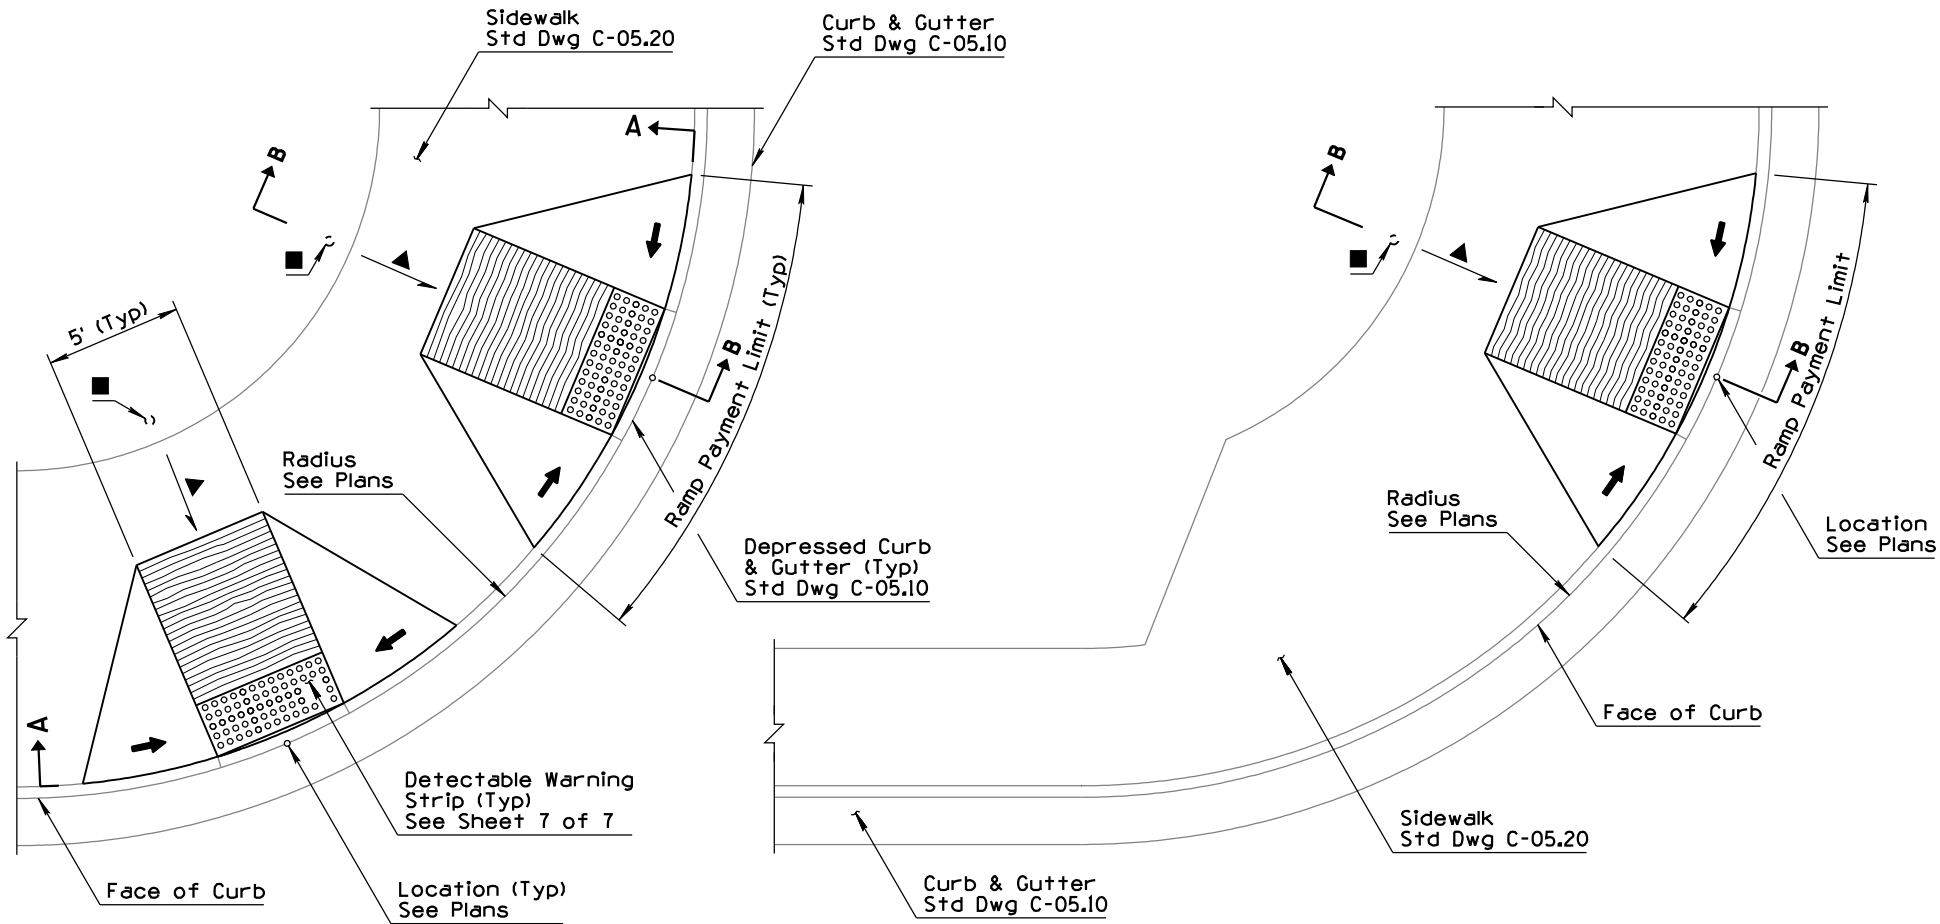 Sidewalk
Std Dwg C-05.20
Curb & Gutter
Std Dwg C-05.10
A
B
B
5' (Typ)
Ramp Payment Limit (Typ)
Radius
See Plans
Depressed Curb
& Gutter (Typ)
Std Dwg C-05.10
A
Detectable Warning
Strip (Typ)
See Sheet 7 of 7
Face of Curb
Location (Typ)
See Plans
B
B
Ramp Payment Limit
Radius
See Plans
Location
See Plans
Face of Curb
Sidewalk
Std Dwg C-05.20
Curb & Gutter
Std Dwg C-05.10